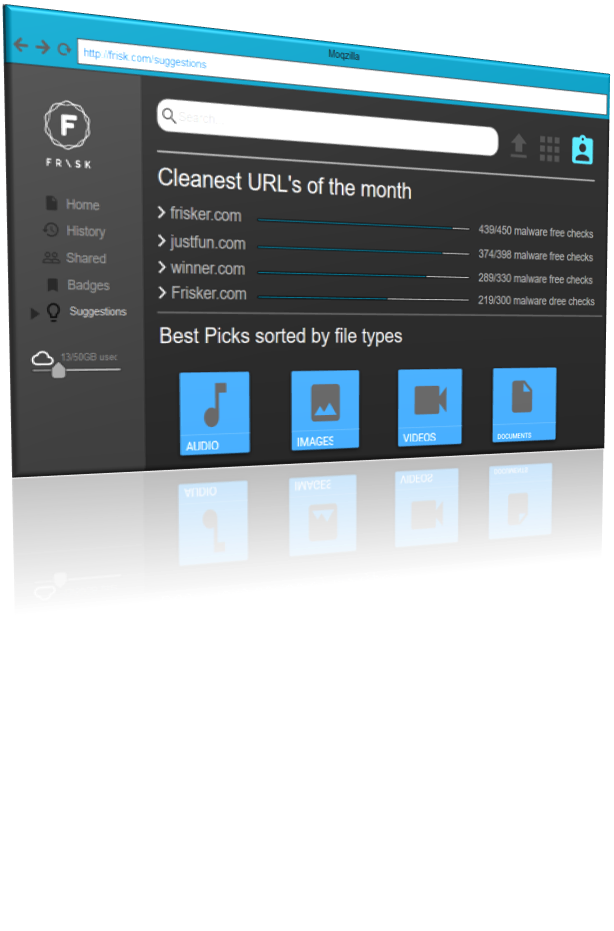 Moqzilla
http://frisk.com/suggestions
F
FR\SK
Search
Home
History
Shared
Badges
Suggestions
13/50GB usec
Cleanest URL's of the month
frisker.com 439/450 malware free checks
justfun.com 374/398 malware free checks
winner.com 289/330 malware free checks
Frisker.com 219/300 malware dree checks
Best Picks sorted by file types
AUDIO IMAGES VIDEOS DOCUMENTS